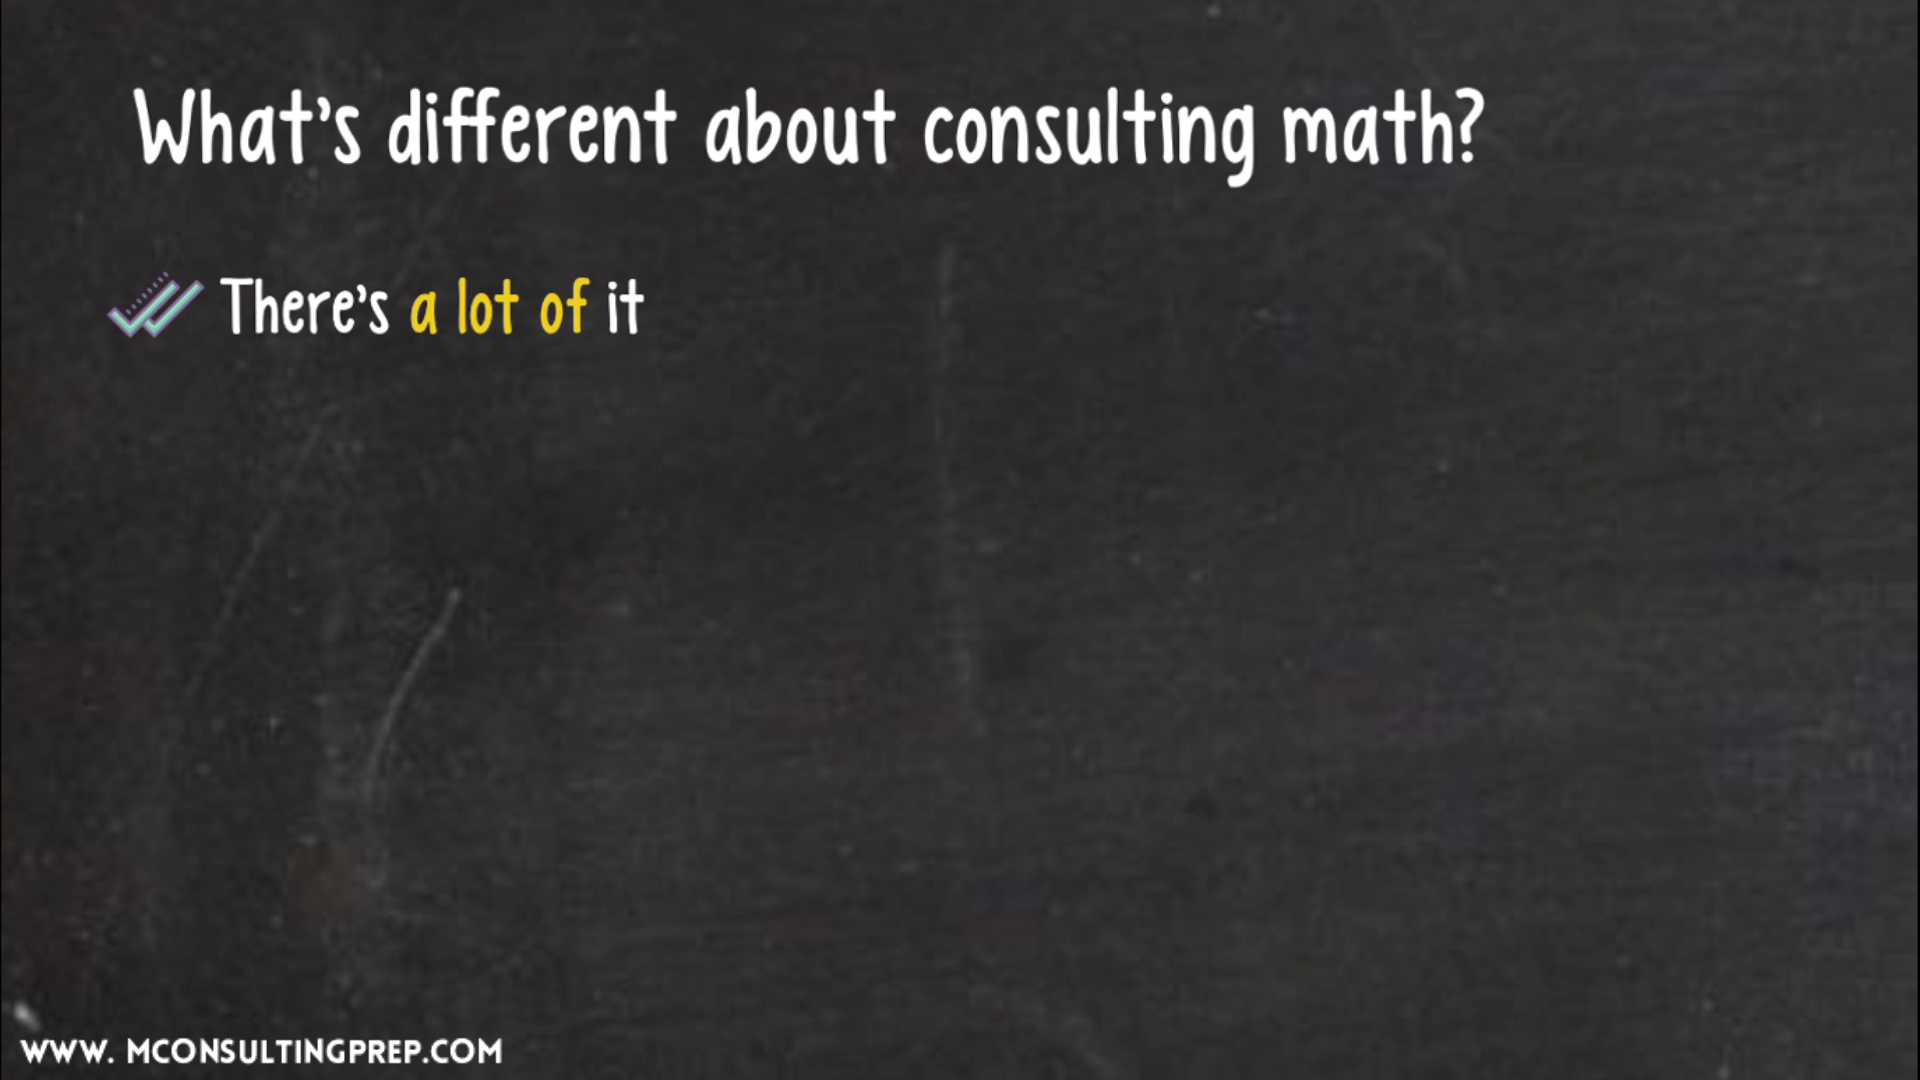 What's different about consulting math?
There's a lot of it
WWW. MCONSULTINGPREP.COM